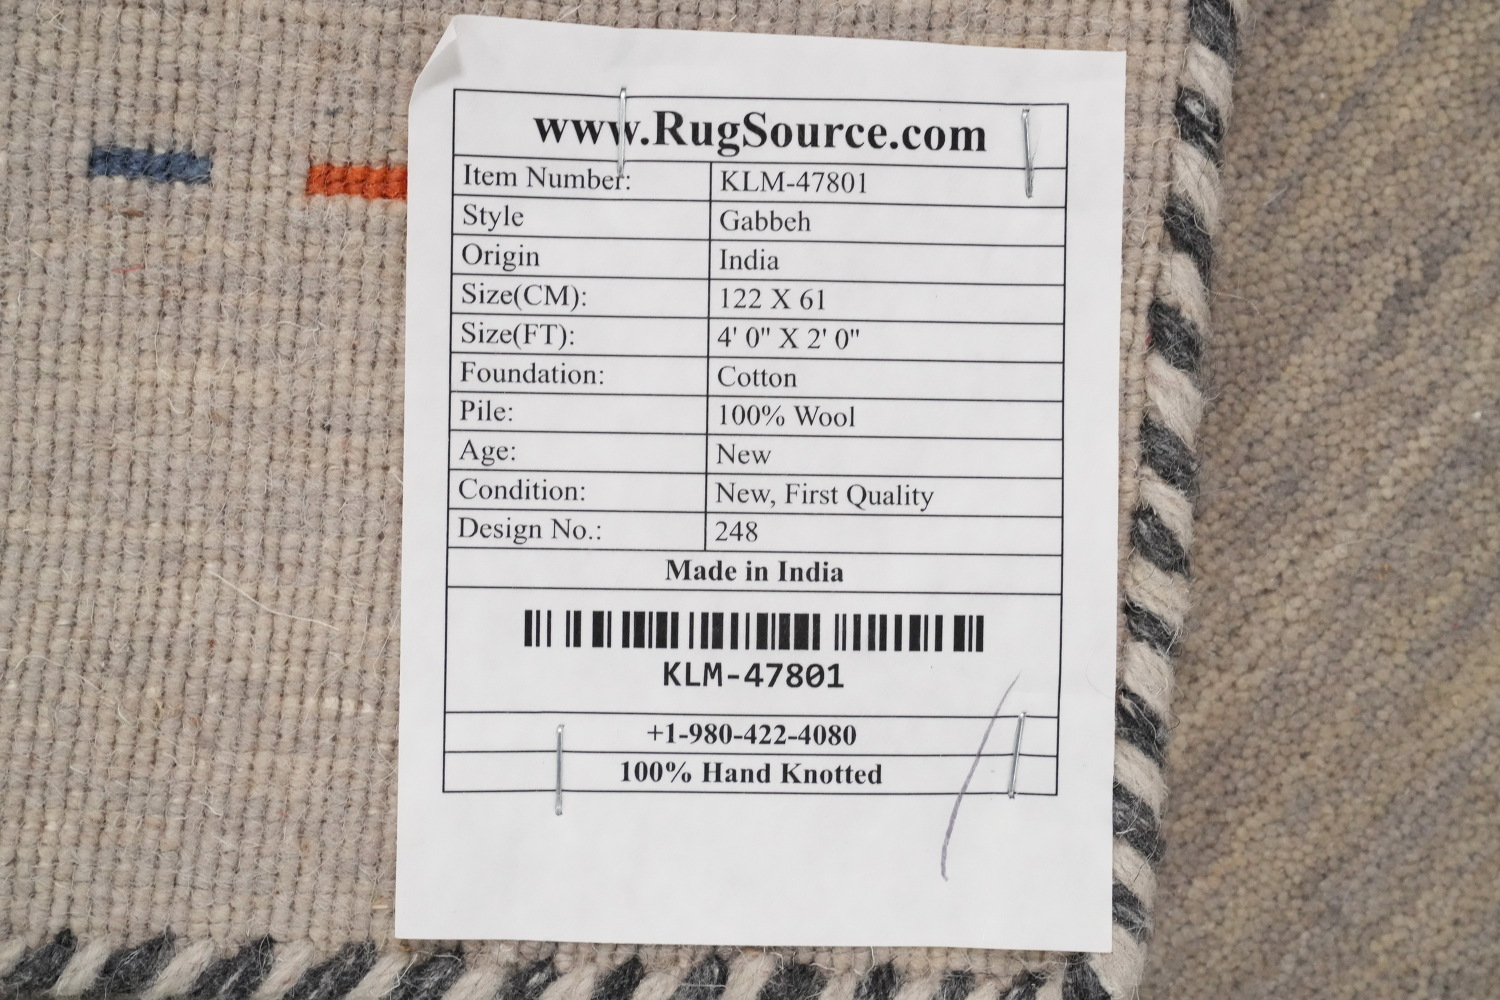 www.RugSource.com
Item Number: KLM-47801
Style Gabbeh
Origin India
Size(CM): 122 X 61
Size(FT): 4' 0" X 2' 0"
Foundation: Cotton
Pile: 100% Wool
Age: New
Condition: New, First Quality
Design No.: 248
Made in India
KLM-47801
+1-980-422-4080
100% Hand Knotted